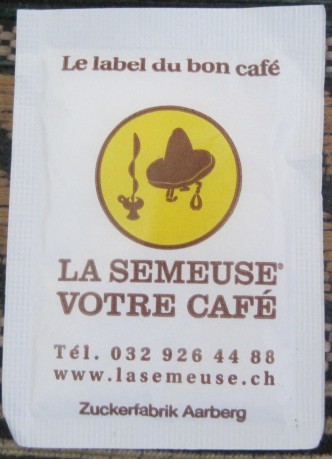 Le label du bon café
LA SEMEUSE®
VOTRE CAFÉ
Tél. 032 926 44 88
www.lasemeuse.ch
Zuckerfabrik Aarberg